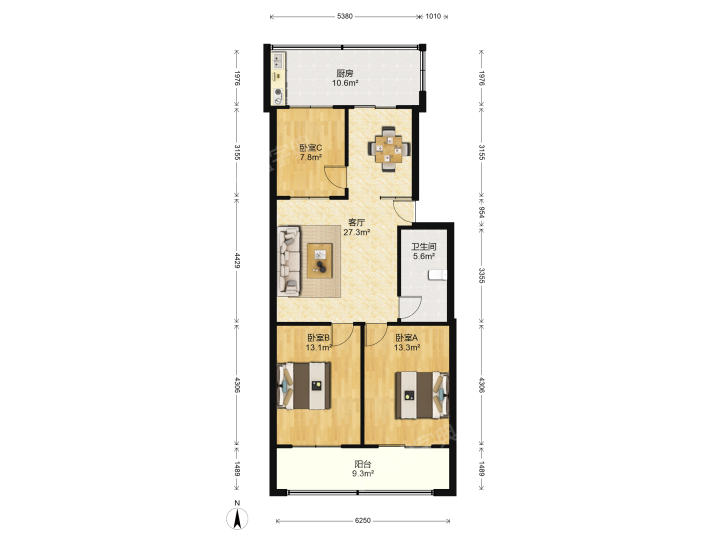 5380
1010
1976
1976
厨房
10.6m²
3155
3155
卧室C
7.8m²
954
客厅
27.3m²
卫生间
5.6m²
4429
3355
卧室B
13.1m²
卧室A
13.3m²
4306
4306
阳台
9.3m²
1489
1489
N
6250